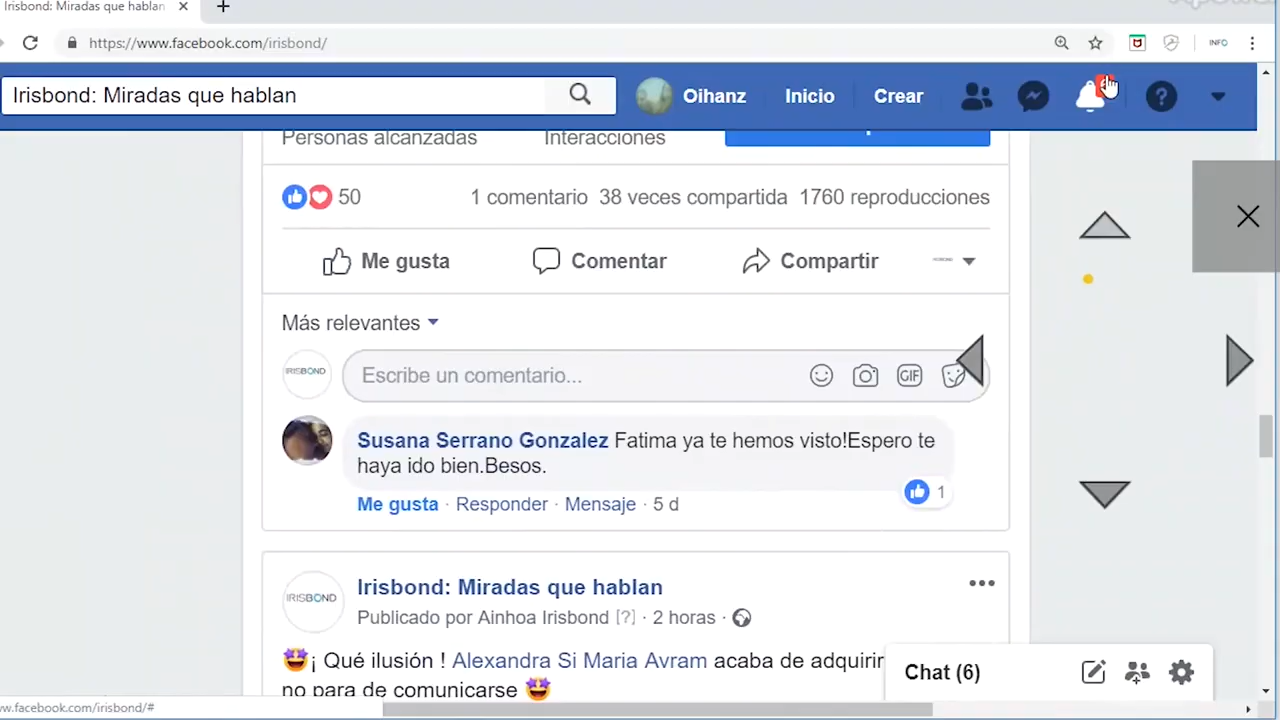 Irisbond: Miradas que hablan
https://www.facebook.com/irisbond/
INFO
Irisbond: Miradas que hablan
Oihanz Inicio Crear
?
Personas alcanzadas Interacciones
50 1 comentario 38 veces compartida 1760 reproducciones
Me gusta Comentar Compartir
Más relevantes
IRISBOND
Escribe un comentario...
GIF
Susana Serrano Gonzalez Fatima ya te hemos visto!Espero te
haya ido bien.Besos.
1
Me gusta · Responder · Mensaje · 5 d
IRISBOND
Irisbond: Miradas que hablan
Publicado por Ainhoa Irisbond [?] · 2 horas ·
¡ Qué ilusión ! Alexandra Si Maria Avram acaba de adquirir
no para de comunicarse
Chat (6)
ww.facebook.com/irisbond/#